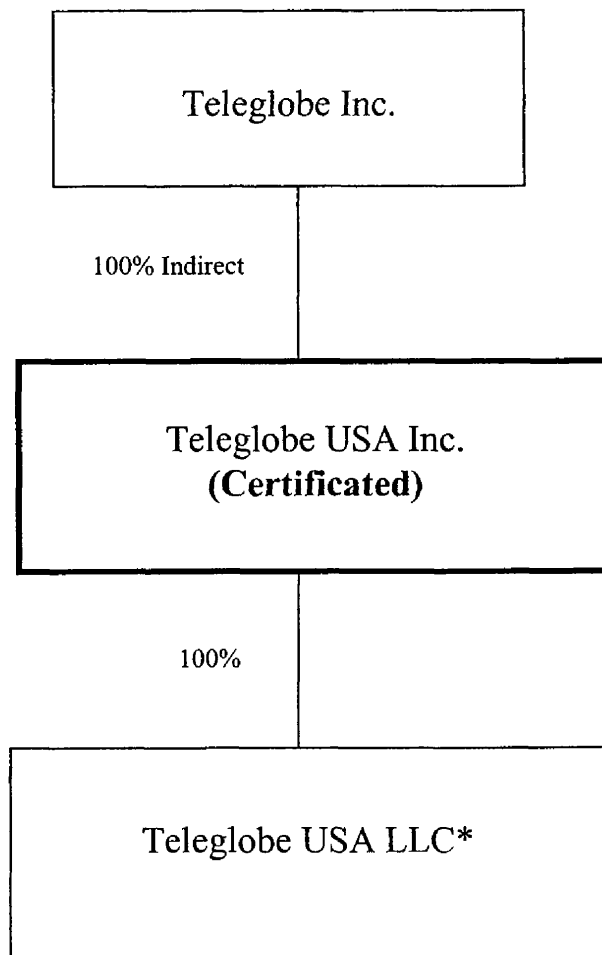 Teleglobe Inc.
100% Indirect
Teleglobe USA Inc.
(Certificated)
100%
Teleglobe USA LLC*